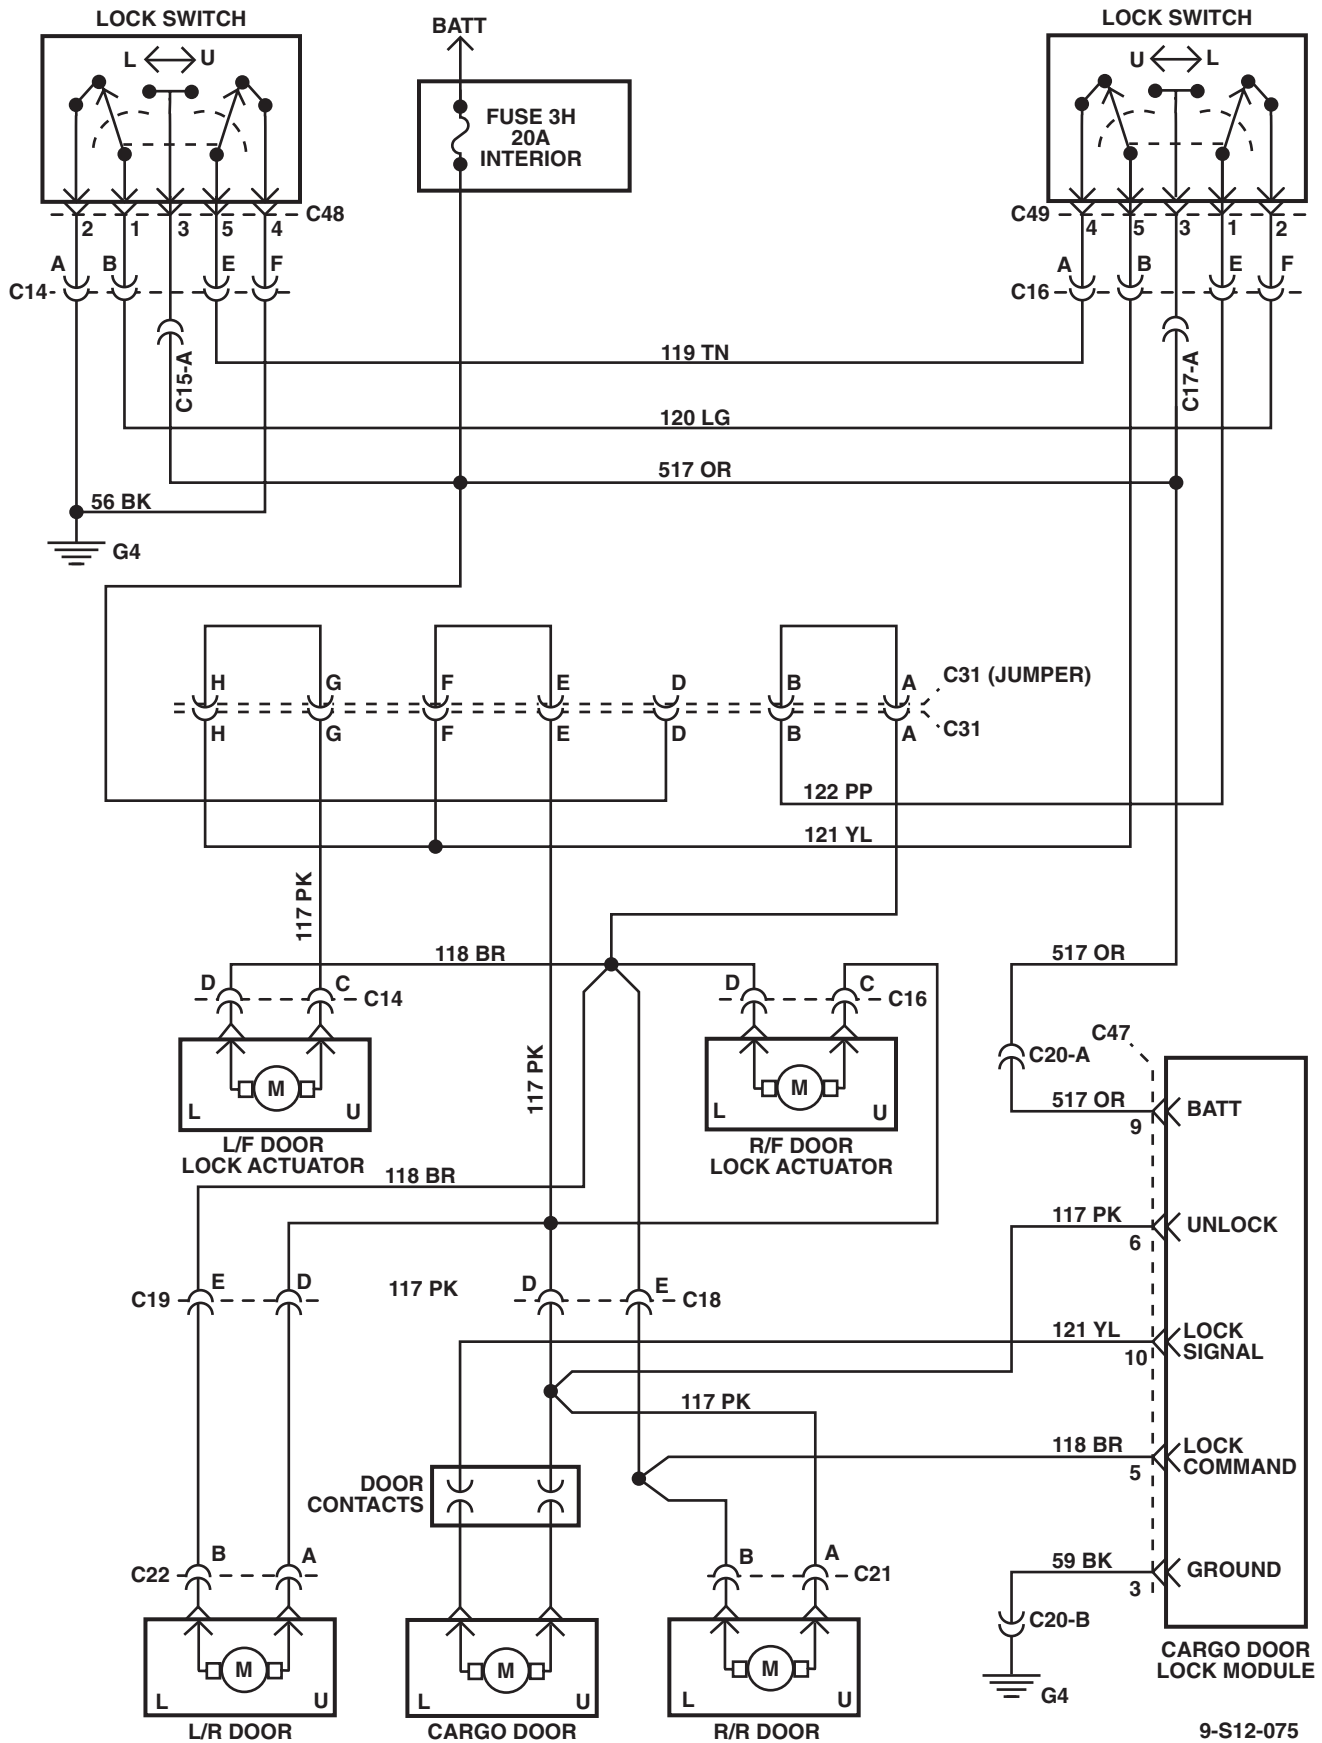 LOCK SWITCH
BATT
LOCK SWITCH
L U
U L
FUSE 3H
20A
INTERIOR
C48
2 1 3 5 4
C49
4 5 3 1 2
A B E F
C14
A B E F
C16
C15-A
C17-A
119 TN
120 LG
517 OR
56 BK
G4
H G F E D B A
C31 (JUMPER)
H G F E D B A
C31
122 PP
121 YL
117 PK
118 BR
517 OR
D C
C14
D C
C16
C47
C20-A
M
L U
M
L U
117 PK
517 OR
9
BATT
L/F DOOR
LOCK ACTUATOR
R/F DOOR
LOCK ACTUATOR
118 BR
117 PK
6
UNLOCK
C19
E D
117 PK
D E
C18
121 YL
10
LOCK
SIGNAL
117 PK
118 BR
5
LOCK
COMMAND
DOOR
CONTACTS
C22
B A
B A
C21
59 BK
3
GROUND
C20-B
G4
M
L U
M
L U
M
L U
L/R DOOR
CARGO DOOR
R/R DOOR
CARGO DOOR
LOCK MODULE
9-S12-075